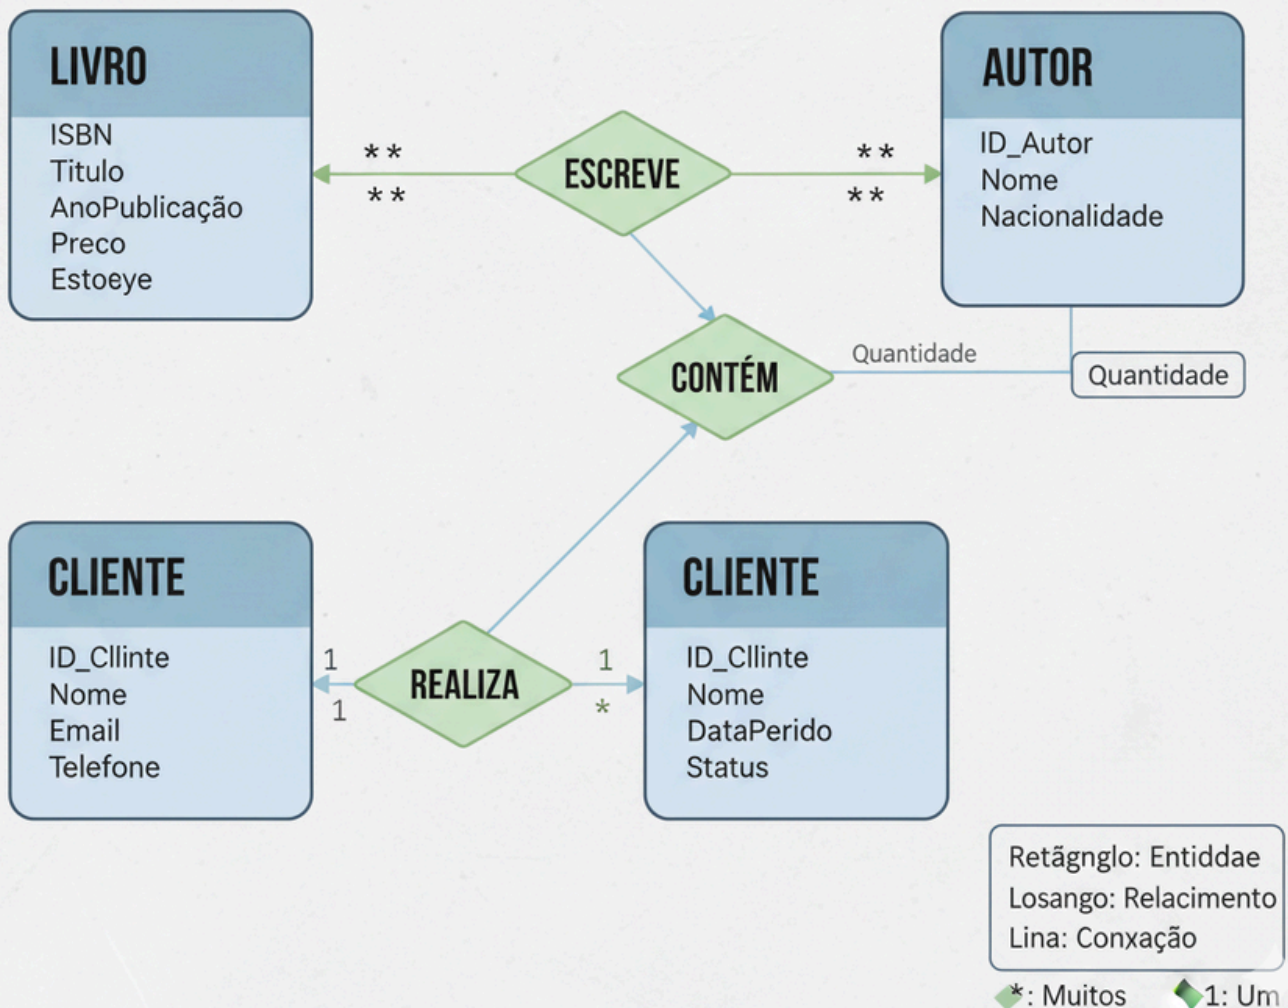 LIVRO
ISBN
Titulo
AnoPublicação
Preco
Estoeye
**
**
ESCREVE
**
**
AUTOR
ID_Autor
Nome
Nacionalidade
CONTÉM
Quantidade
Quantidade
CLIENTE
ID_Cllinte
Nome
Email
Telefone
1
1
REALIZA
1
*
CLIENTE
ID_Cllinte
Nome
DataPerido
Status
Retãgnglo: Entiddae
Losango: Relacimento
Lina: Conxação
*: Muitos 1: Um